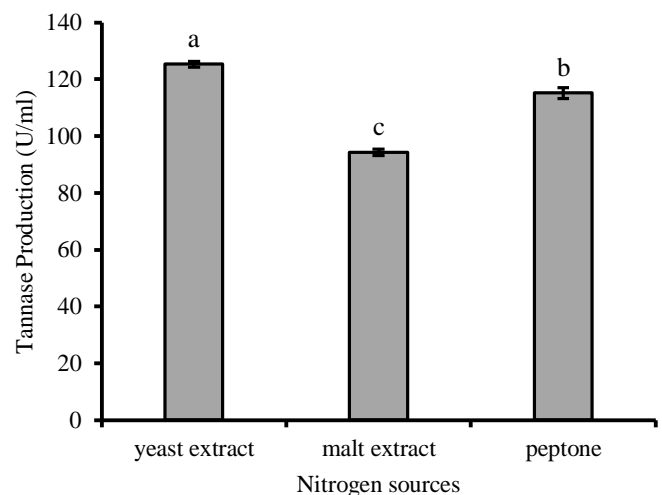 140
120
100
80
60
40
20
0
Tannase Production (U/ml)
a
c
b
yeast extract malt extract peptone
Nitrogen sources